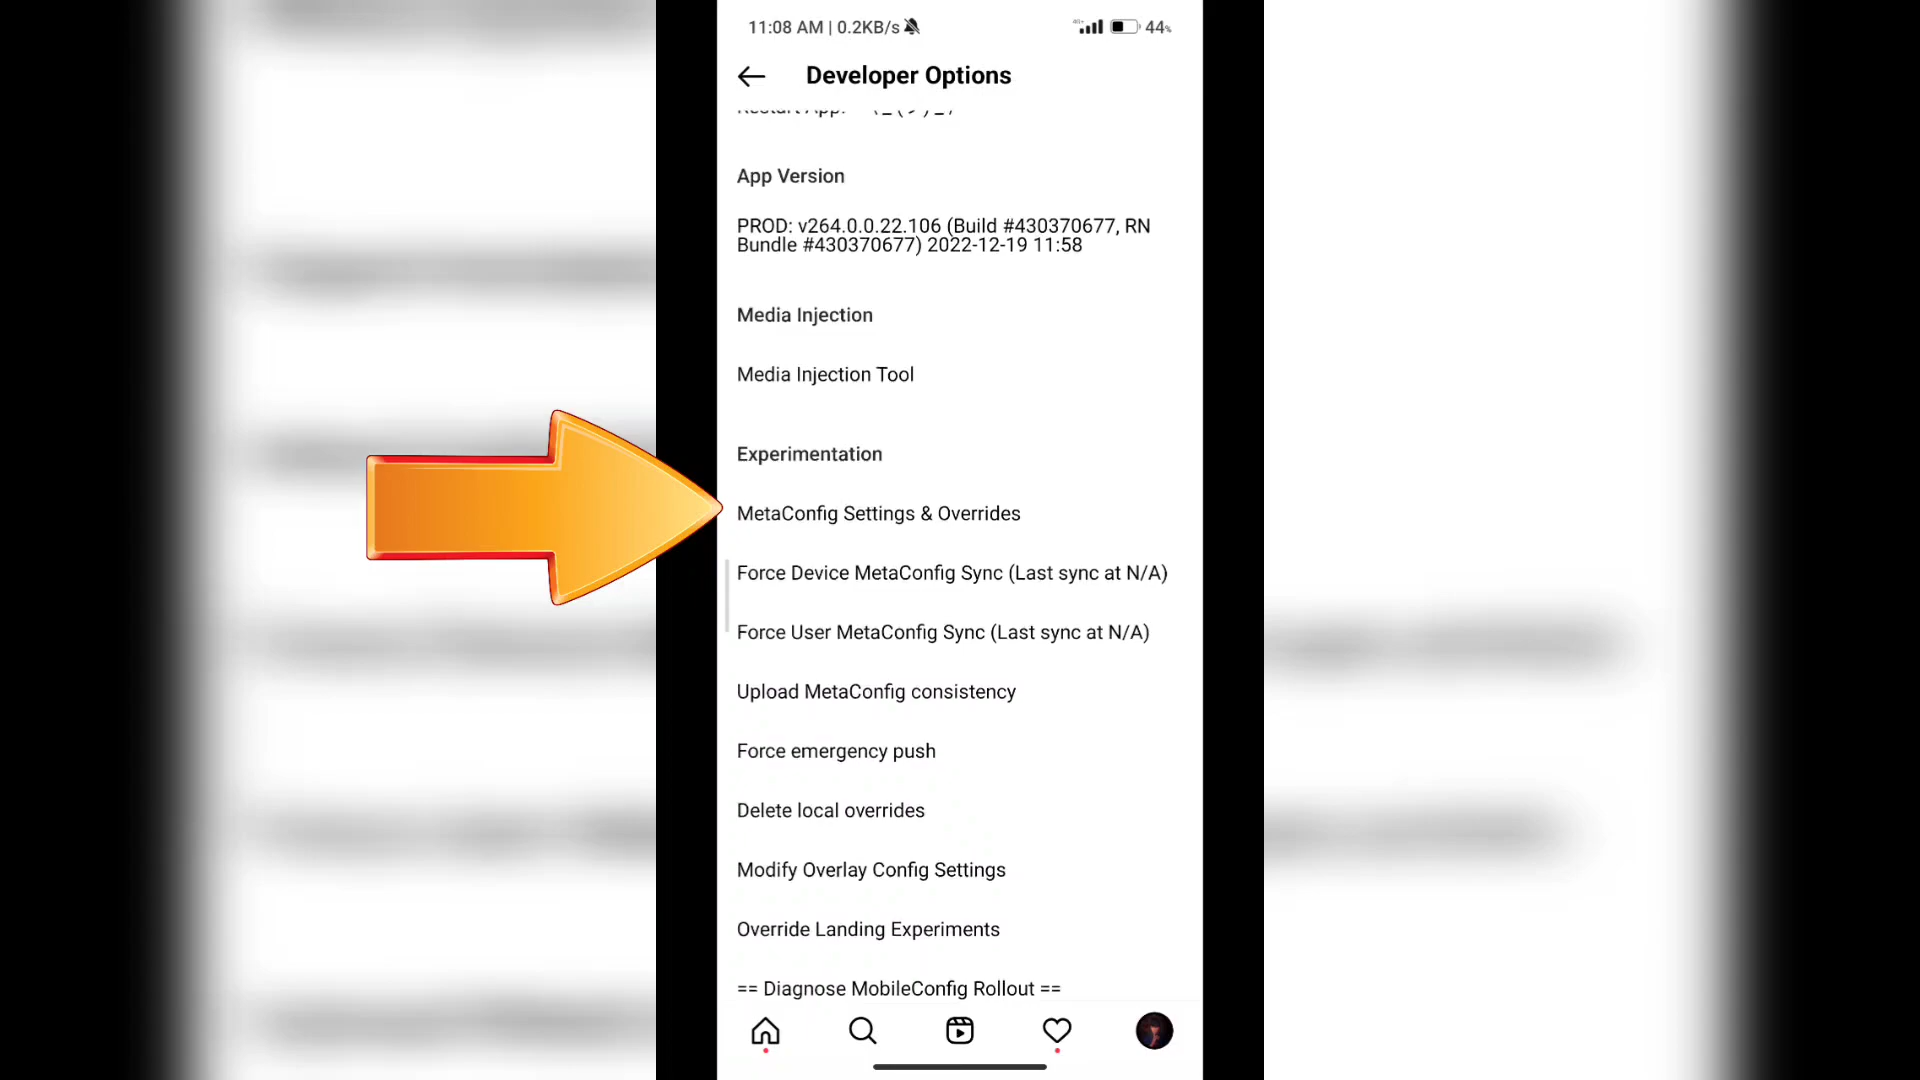 11:08 AM | 0.2KB/s
44%
Developer Options
App Version
PROD: v264.0.0.22.106 (Build #430370677, RN
Bundle #430370677) 2022-12-19 11:58
Media Injection
Media Injection Tool
Experimentation
MetaConfig Settings & Overrides
Force Device MetaConfig Sync (Last sync at N/A)
Force User MetaConfig Sync (Last sync at N/A)
Upload MetaConfig consistency
Force emergency push
Delete local overrides
Modify Overlay Config Settings
Override Landing Experiments
== Diagnose MobileConfig Rollout ==